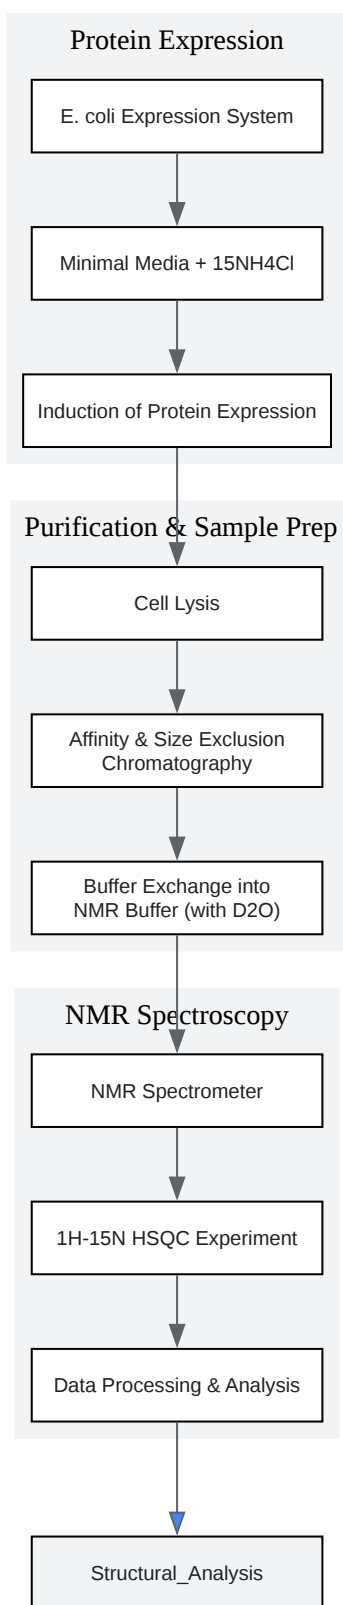 Protein Expression
E. coli Expression System
Minimal Media + 15NH4Cl
Induction of Protein Expression
Purification & Sample Prep
Cell Lysis
Affinity & Size Exclusion
Chromatography
Buffer Exchange into
NMR Buffer (with D2O)
NMR Spectroscopy
NMR Spectrometer
1H-15N HSQC Experiment
Data Processing & Analysis
Structural_Analysis